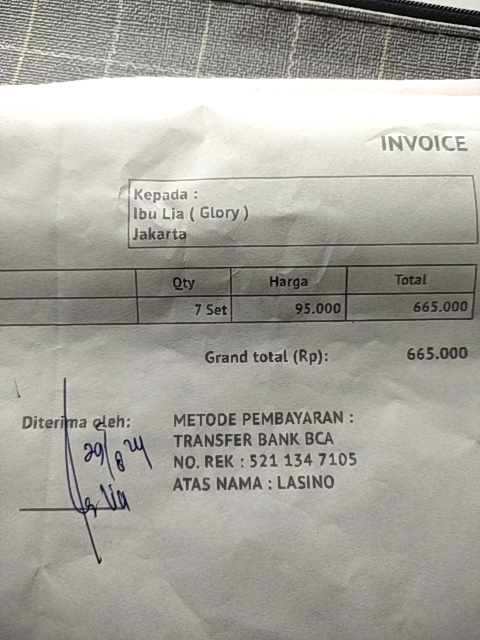 INVOICE
Kepada :
Ibu Lia ( Glory )
Jakarta
Qty Harga Total
7 Set 95.000 665.000
Grand total (Rp): 665.000
Diterima oleh:
29/8 24
Lia
METODE PEMBAYARAN :
TRANSFER BANK BCA
NO. REK : 521 134 7105
ATAS NAMA : LASINO